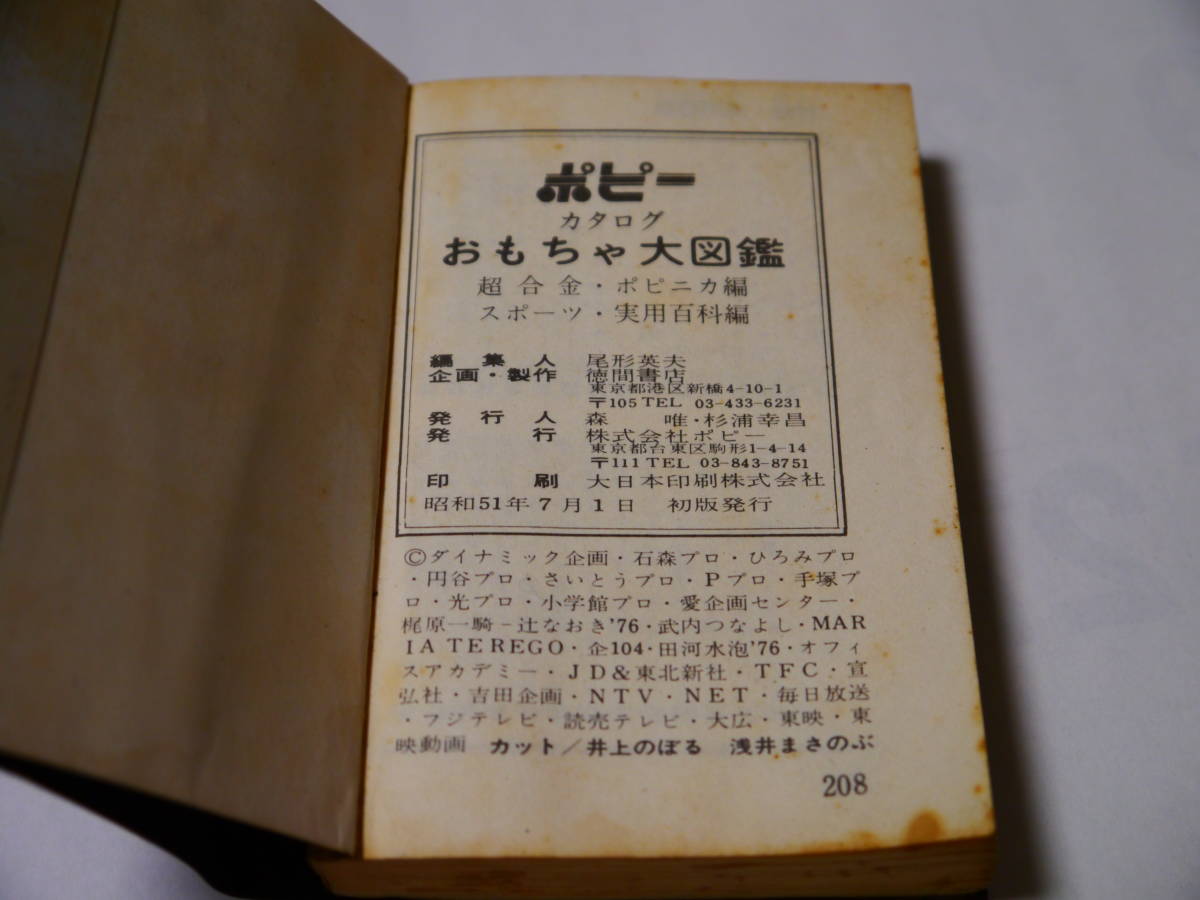 ポピー
カタログ
おもちゃ大図鑑
超合金・ポピニカ編
スポーツ・実用百科編
編集人 尾形英夫
企画・製作 徳間書店
東京都港区新橋4-10-1
〒105 TEL 03-433-6231
発行人 森 唯・杉浦幸昌
発行 株式会社ポピー
東京都台東区駒形1-4-14
〒111 TEL 03-843-8751
印刷 大日本印刷株式会社
昭和51年7月1日 初版発行
©ダイナミック企画・石森プロ・ひろみプロ
・円谷プロ・さいとうプロ・Pプロ・手塚プ
ロ・光プロ・小学館プロ・愛企画センター・
梶原一騎-辻なおき'76・武内つなよし・MAR
IA TEREGO・企104・田河水泡'76・オフィ
スアカデミー・JD&東北新社・TFC・宣
弘社・吉田企画・NTV・NET・毎日放送
・フジテレビ・読売テレビ・大広・東映・東
映動画 カット/井上のぼる 浅井まさのぶ
208